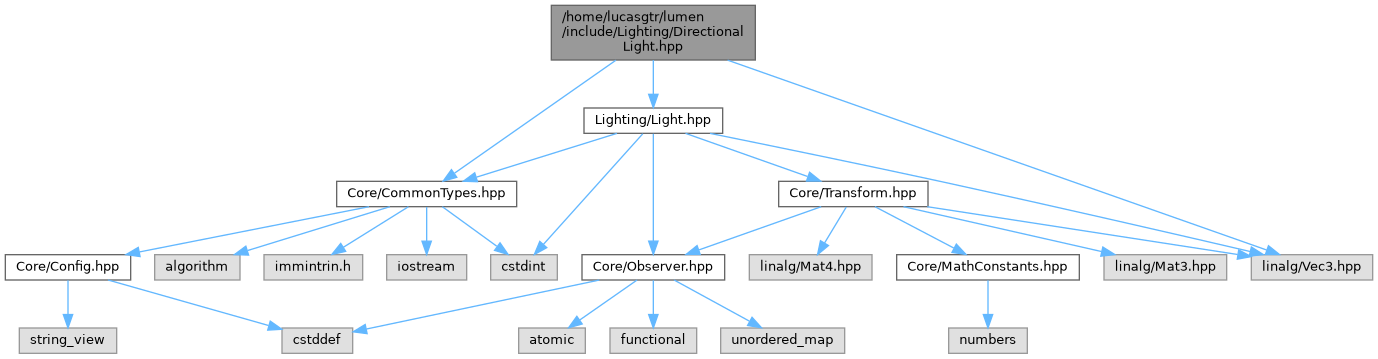 /home/lucasgtr/lumen
/include/Lighting/Directional
Light.hpp
Lighting/Light.hpp
Core/CommonTypes.hpp
Core/Transform.hpp
Core/Config.hpp
algorithm
immintrin.h
iostream
cstdint
Core/Observer.hpp
linalg/Mat4.hpp
Core/MathConstants.hpp
linalg/Mat3.hpp
linalg/Vec3.hpp
string_view
cstddef
atomic
functional
unordered_map
numbers